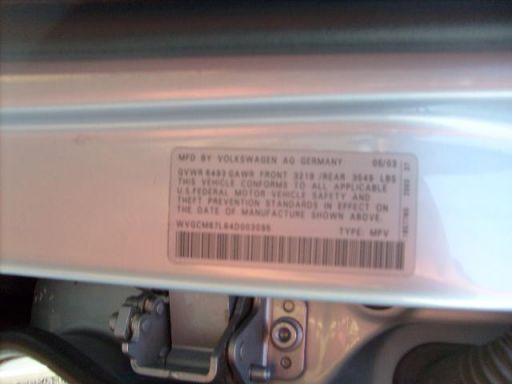 MFD BY VOLKSWAGEN AG GERMANY 06/03
GVWR 6493 GAWR FRONT 3219 /REAR 3549 LBS
THIS VEHICLE CONFORMS TO ALL APPLICABLE
U.S.FEDERAL MOTOR VEHICLE SAFETY AND
THEFT PREVENTION STANDARDS IN EFFECT ON
THE DATE OF MANUFACTURE SHOWN ABOVE.
WVGCM67L64D003095
TYPE: MPV